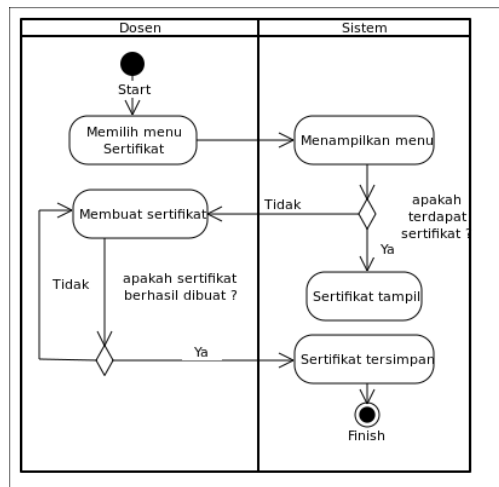 Dosen
Sistem
Start
Memilih menu
Sertifikat
Menampilkan menu
apakah
terdapat
sertifikat ?
Tidak
Membuat sertifikat
Ya
Tidak
apakah sertifikat
berhasil dibuat ?
Sertifikat tampil
Ya
Sertifikat tersimpan
Finish